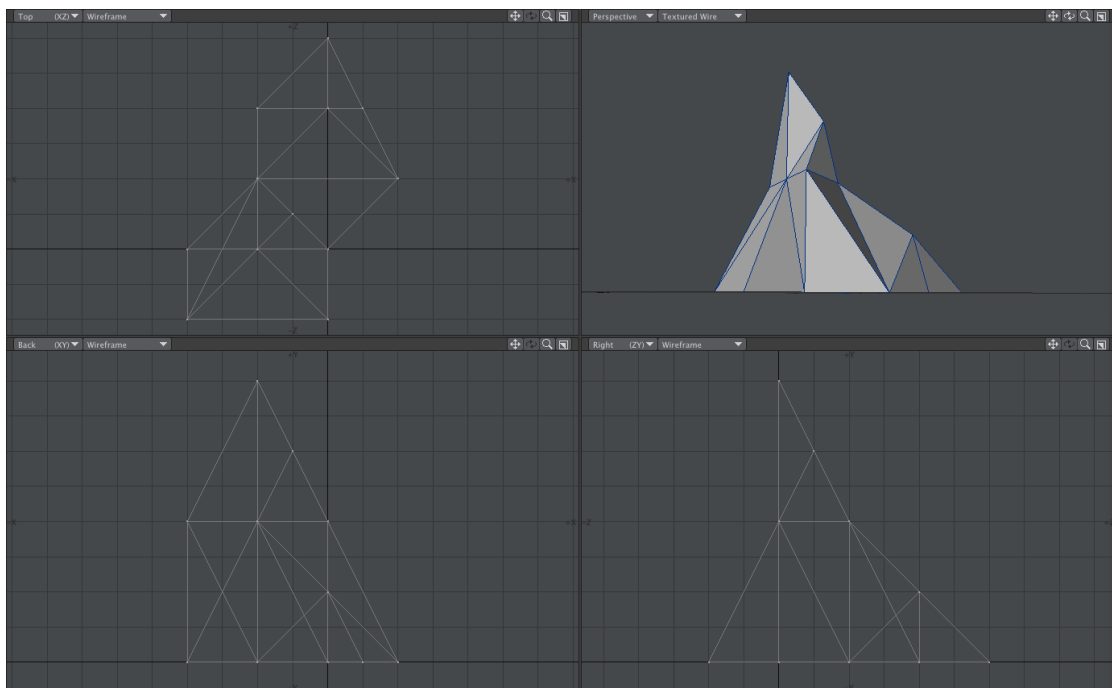 Top (XZ) Wireframe
Perspective Textured Wire
+Z
-X
+X
-Z
Back (XY) Wireframe
Right (ZY) Wireframe
+Y
+Y
-X
+X
-Z